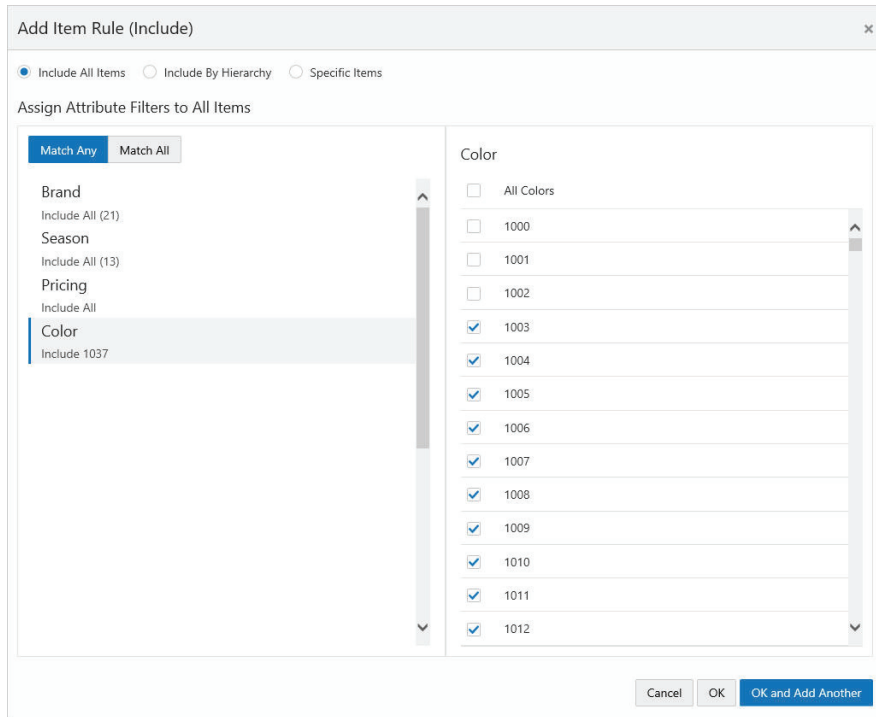 Add Item Rule (Include)
Include All Items Include By Hierarchy Specific Items
Assign Attribute Filters to All Items
Match Any Match All
Brand
Include All (21)
Season
Include All (13)
Pricing
Include All
Color
Include 1037
Color
All Colors
1000
1001
1002
1003
1004
1005
1006
1007
1008
1009
1010
1011
1012
Cancel OK OK and Add Another